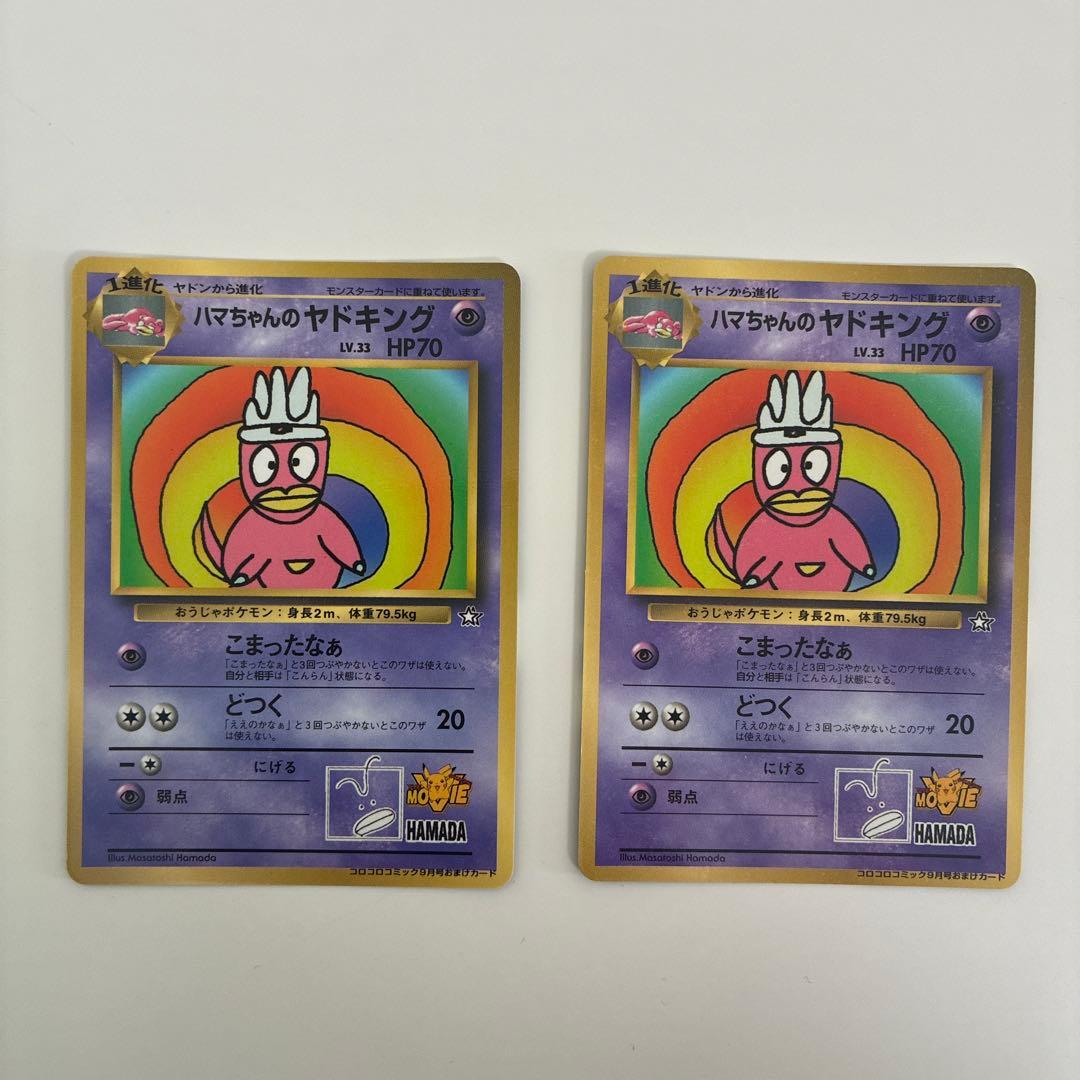 1進化
ヤドンから進化
モンスターカードに重ねて使います。
ハマちゃんのヤドキング
LV.33 HP70
おうじゃポケモン：身長2m、体重79.5kg
こまったなぁ
「こまったなぁ」と3回つぶやかないとこのワザは使えない。
自分と相手は「こんらん」状態になる。
どつく
「ええのかなぁ」と3回つぶやかないとこのワザ
は使えない。
20
にげる
弱点
MOVIE
HAMADA
Illus.Masatoshi Hamada
コロコロコミック9月号おまけカード
1進化
ヤドンから進化
モンスターカードに重ねて使います。
ハマちゃんのヤドキング
LV.33 HP70
おうじゃポケモン：身長2m、体重79.5kg
こまったなぁ
「こまったなぁ」と3回つぶやかないとこのワザは使えない。
自分と相手は「こんらん」状態になる。
どつく
「ええのかなぁ」と3回つぶやかないとこのワザ
は使えない。
20
にげる
弱点
MOVIE
HAMADA
Illus.Masatoshi Hamada
コロコロコミック9月号おまけカード